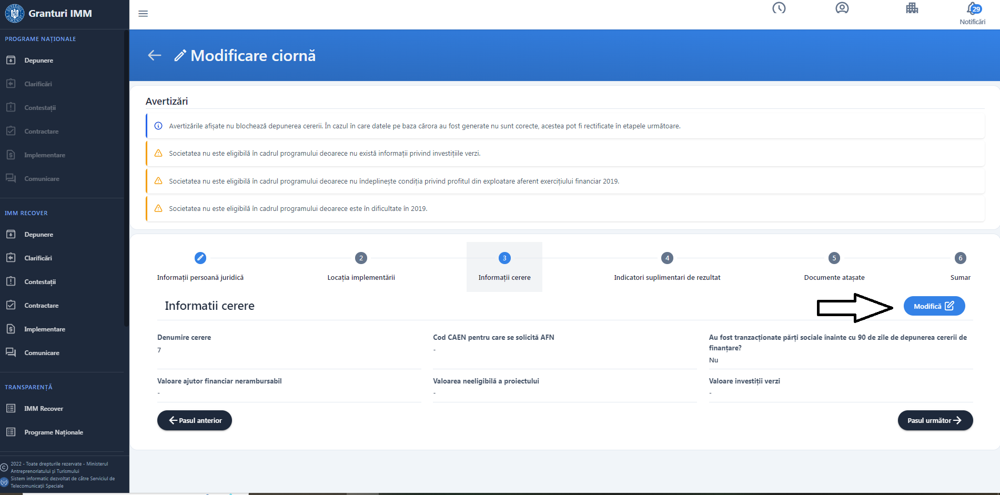 Granturi IMM
29
Notificări
PROGRAME NAȚIONALE
Depunere
Clarificări
Contestații
Contractare
Implementare
Comunicare
IMM RECOVER
Depunere
Clarificări
Contestații
Contractare
Implementare
Comunicare
TRANSPARENȚĂ
IMM Recover
Programe Naționale
2022 - Toate drepturile rezervate - Ministerul
Antreprenoriatului și Turismului
Sistem informatic dezvoltat de către Serviciul de
Telecomunicații Speciale
Modificare ciornă
Avertizări
Avertizările afișate nu blochează depunerea cererii. În cazul în care datele pe baza cărora au fost generate nu sunt corecte, acestea pot fi rectificate în etapele următoare.
Societatea nu este eligibilă în cadrul programului deoarece nu există informații privind investițiile verzi.
Societatea nu este eligibilă în cadrul programului deoarece nu îndeplinește condiția privind profitul din exploatare aferent exercițiului financiar 2019.
Societatea nu este eligibilă în cadrul programului deoarece este în dificultate în 2019.
Informații persoană juridică
2
Locația implementării
3
Informații cerere
4
Indicatori suplimentari de rezultat
5
Documente atașate
6
Sumar
Informatii cerere
Modifică
Denumire cerere
7
Cod CAEN pentru care se solicită AFN
-
Au fost tranzacționate părți sociale înainte cu 90 de zile de depunerea cererii de
finanțare?
Nu
Valoare ajutor financiar nerambursabil
-
Valoarea neeligibilă a proiectului
-
Valoare investiții verzi
-
Pasul anterior
Pasul următor